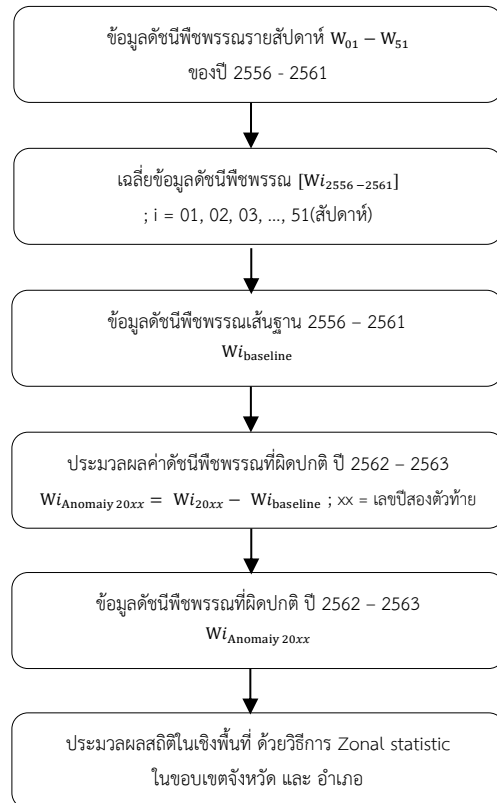 ข้อมูลดัชนีพืชพรรณรายสัปดาห์ W₀₁ – W₅₁
ของปี 2556 - 2561
เฉลี่ยข้อมูลดัชนีพืชพรรณ [Wi₂₅₅₆ ₋₂₅₆₁]
; i = 01, 02, 03, ..., 51(สัปดาห์)
ข้อมูลดัชนีพืชพรรณเส้นฐาน 2556 – 2561
Wi baseline
ประมวลผลค่าดัชนีพืชพรรณที่ผิดปกติ ปี 2562 – 2563
Wi Anomaiy 20xx = Wi 20xx − Wi baseline ; xx = เลขปีสองตัวท้าย
ข้อมูลดัชนีพืชพรรณที่ผิดปกติ ปี 2562 – 2563
Wi Anomaiy 20xx
ประมวลผลสถิติในเชิงพื้นที่ ด้วยวิธีการ Zonal statistic
ในขอบเขตจังหวัด และ อำเภอ